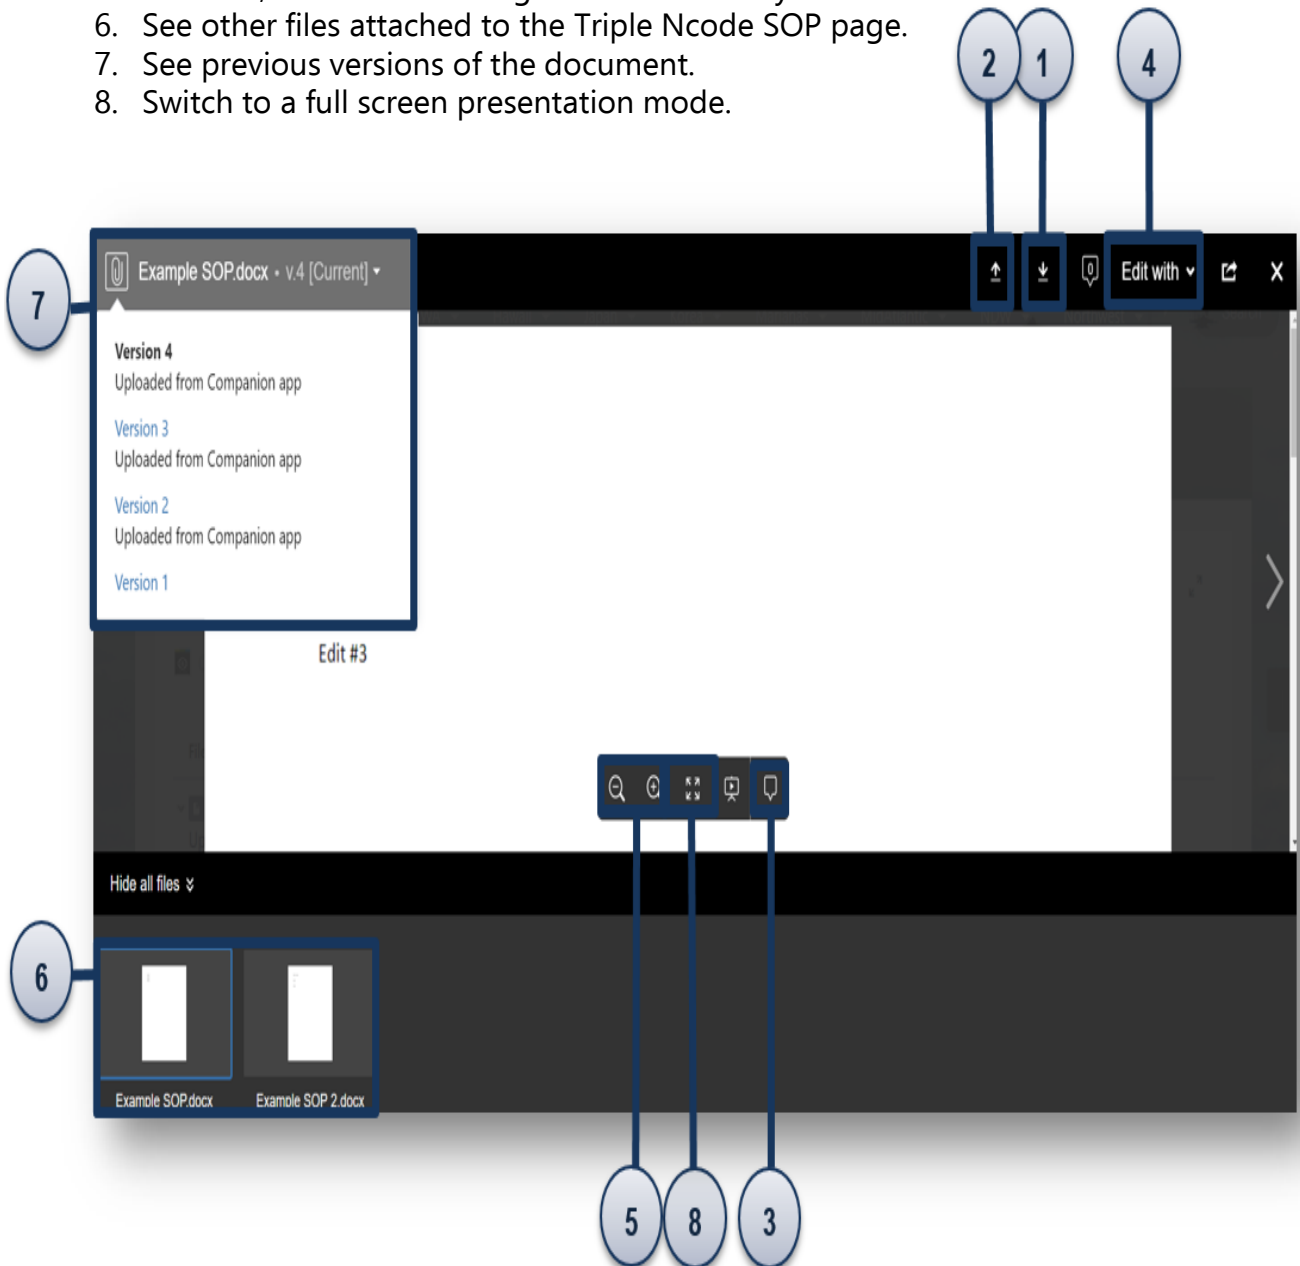 6. See other files attached to the Triple Ncode SOP page.
7. See previous versions of the document.
8. Switch to a full screen presentation mode.
2 1 4
7
Example SOP.docx • v.4 [Current]
0
Edit with
Version 4
Uploaded from Companion app
Version 3
Uploaded from Companion app
Version 2
Uploaded from Companion app
Version 1
Edit #3
Hide all files
6
Example SOP.docx Example SOP 2.docx
5 8 3